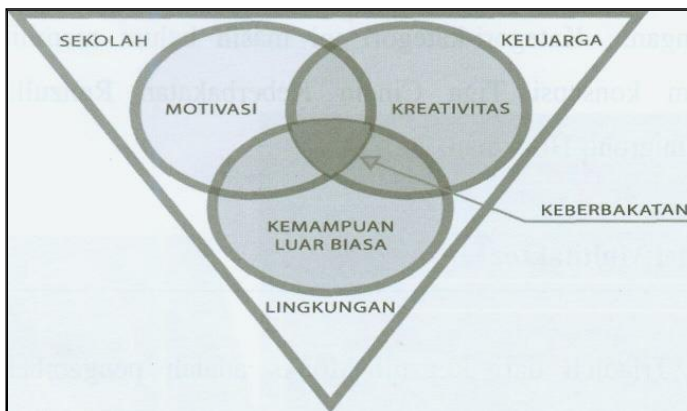 SEKOLAH
KELUARGA
MOTIVASI
KREATIVITAS
KEBERBAKATAN
KEMAMPUAN
LUAR BIASA
LINGKUNGAN